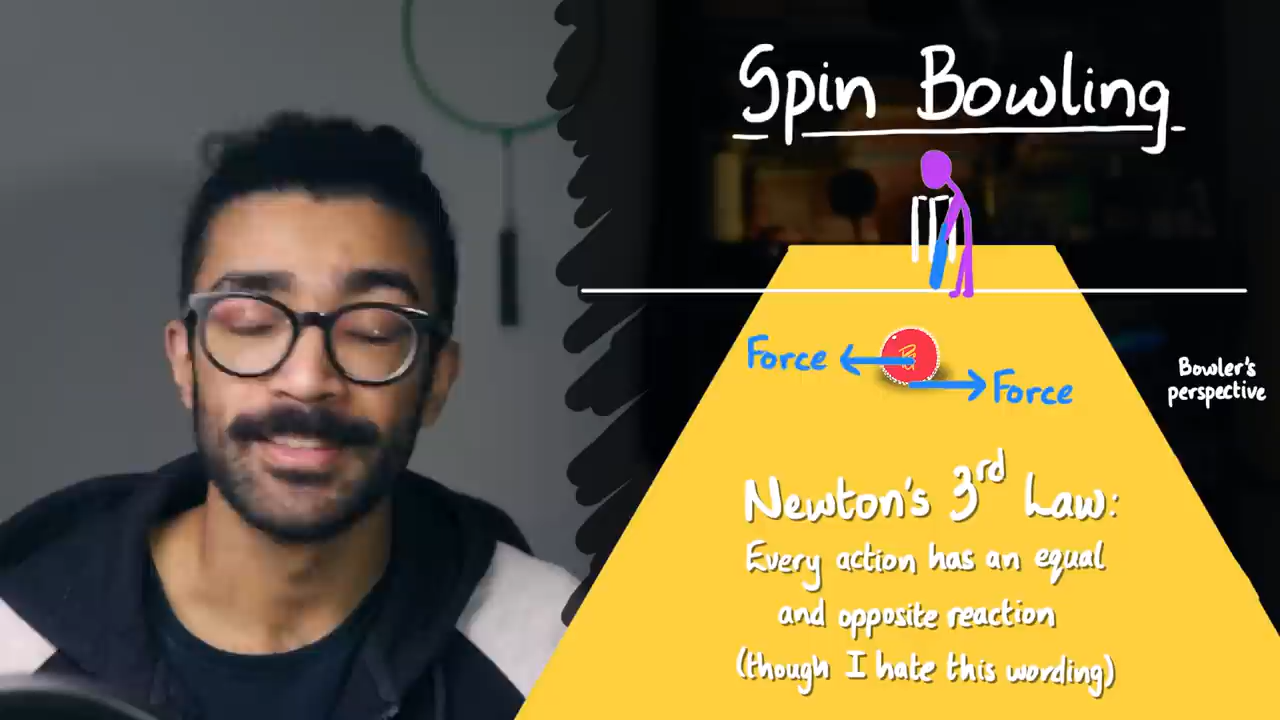 Spin Bowling
Force
Force
Bowler's
perspective
Newton's 3rd Law:
Every action has an equal
and opposite reaction
(though I hate this wording)